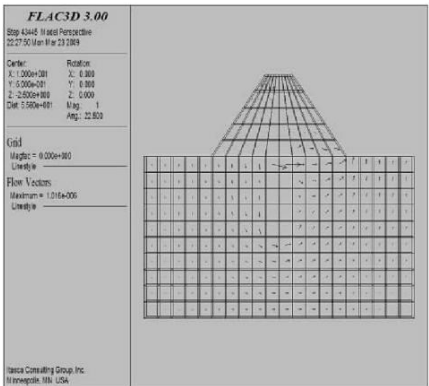 FLAC3D 3.00
Step 43445 Model Perspective
22:27:50 Mon Mar 23 2009
Center:
Rotation:
X: 1.000e+001
X: 0.000
Y: 5.000e-001
Y: 0.000
Z: -2.500e+000
Z: 0.000
Dist: 5.580e+001
Mag.: 1
Ang.: 22.500
Grid
Magfac = 0.000e+000
Linestyle
Flow Vectors
Maximum = 1.016e-006
Linestyle
Itasca Consulting Group, Inc.
Minneapolis, MN USA